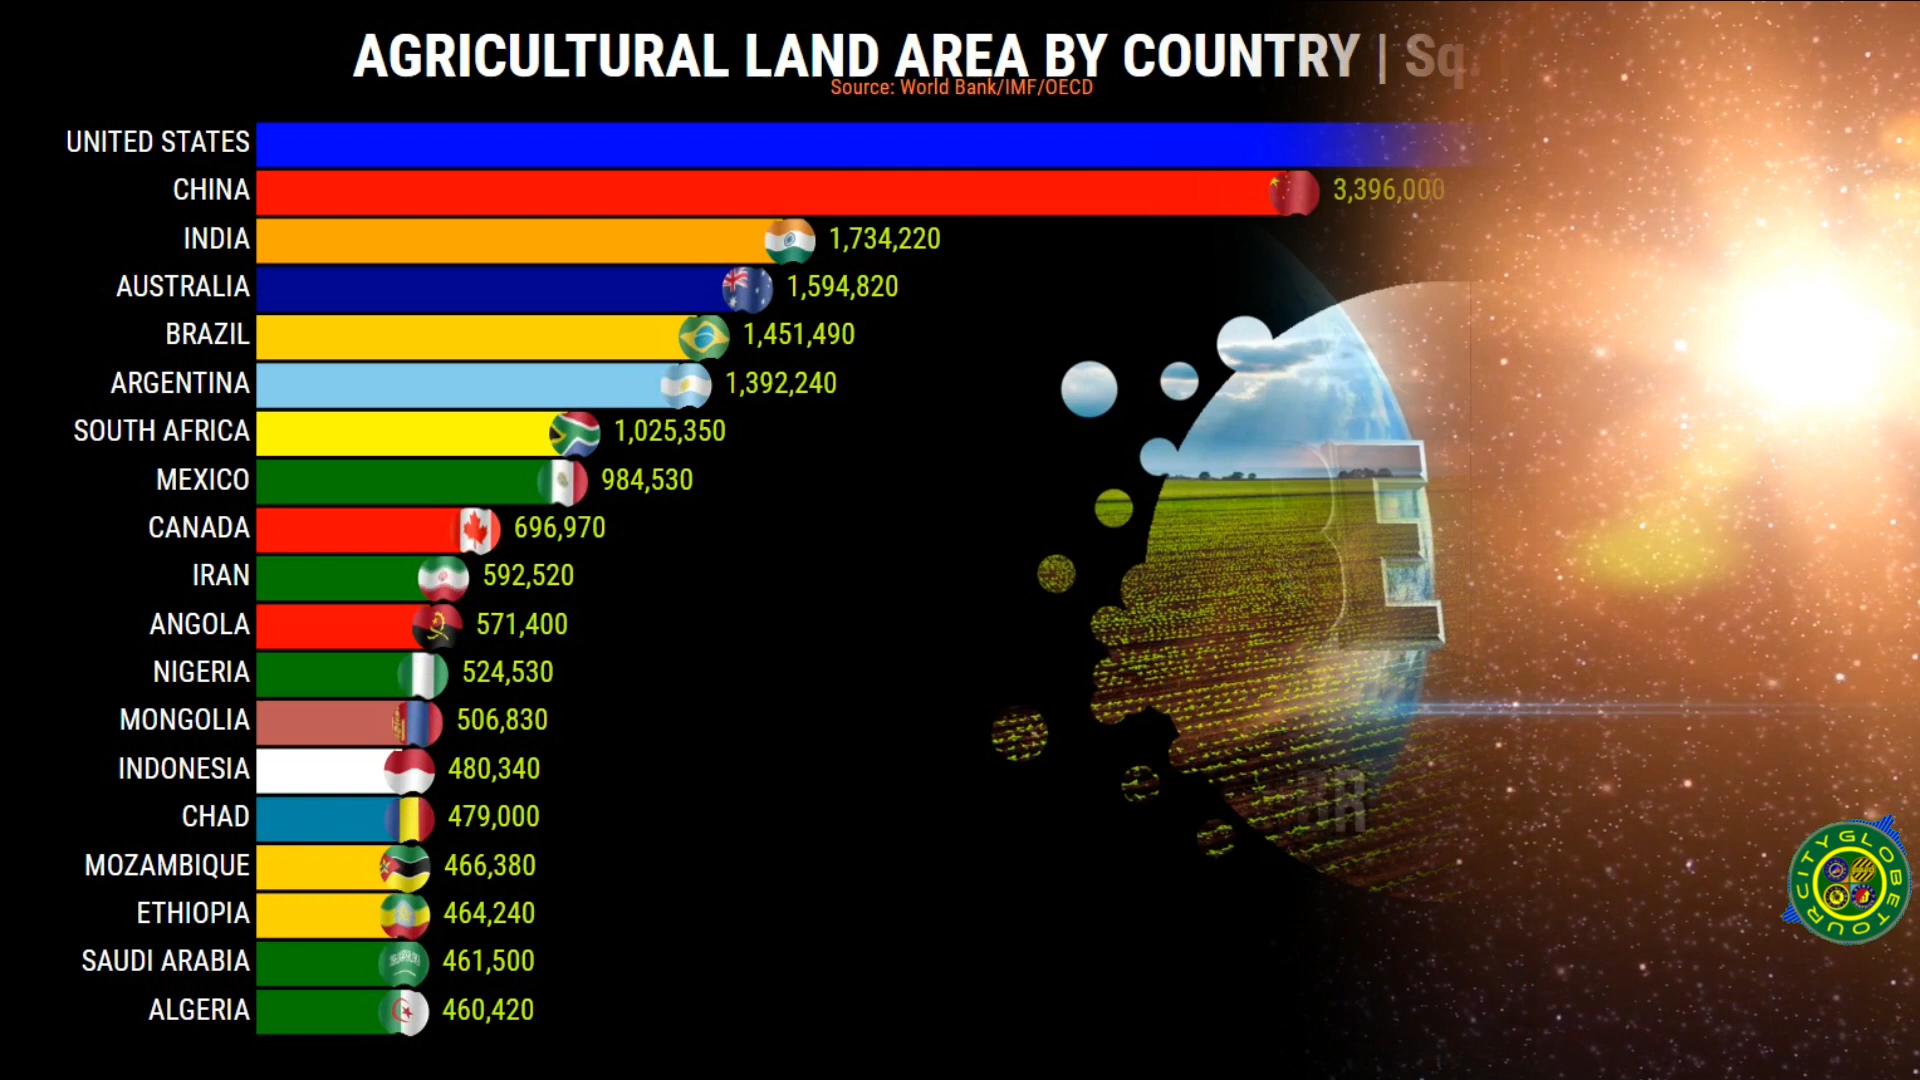 AGRICULTURAL LAND AREA BY COUNTRY | Sq.
Source: World Bank/IMF/OECD
UNITED STATES
CHINA 3,396,000
INDIA 1,734,220
AUSTRALIA 1,594,820
BRAZIL 1,451,490
ARGENTINA 1,392,240
SOUTH AFRICA 1,025,350
MEXICO 984,530
CANADA 696,970
IRAN 592,520
ANGOLA 571,400
NIGERIA 524,530
MONGOLIA 506,830
INDONESIA 480,340
CHAD 479,000
MOZAMBIQUE 466,380
ETHIOPIA 464,240
SAUDI ARABIA 461,500
ALGERIA 460,420
E
CITY GLOBETOUR